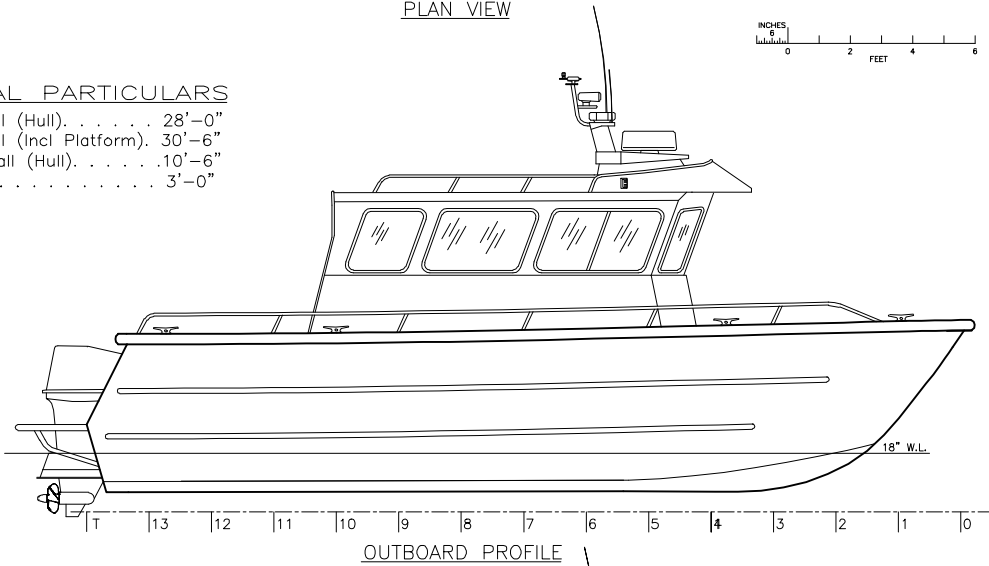 PLAN VIEW
INCHES
6
0 2 4 6
FEET
AL PARTICULARS
l (Hull). . . . . . 28'-0"
l (Incl Platform). 30'-6"
all (Hull). . . . . .10'-6"
. . . . . . . . . . . 3'-0"
18" W.L.
T 13 12 11 10 9 8 7 6 5 4 3 2 1 0
OUTBOARD PROFILE